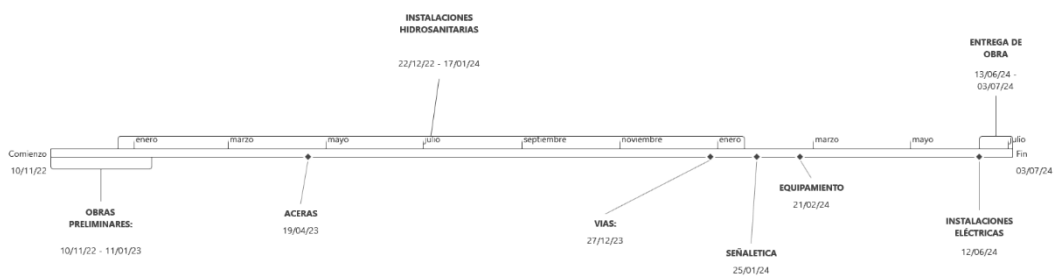 INSTALACIONES
HIDROSANITARIAS
22/12/22 - 17/01/24
ENTREGA DE
OBRA
13/06/24 -
03/07/24
enero
marzo
mayo
julio
septiembre
noviembre
enero
marzo
mayo
julio
Comienzo
10/11/22
Fin
03/07/24
OBRAS
PRELIMINARES:
10/11/22 - 11/01/23
ACERAS
19/04/23
VIAS:
27/12/23
SEÑALETICA
25/01/24
EQUIPAMIENTO
21/02/24
INSTALACIONES
ELÉCTRICAS
12/06/24